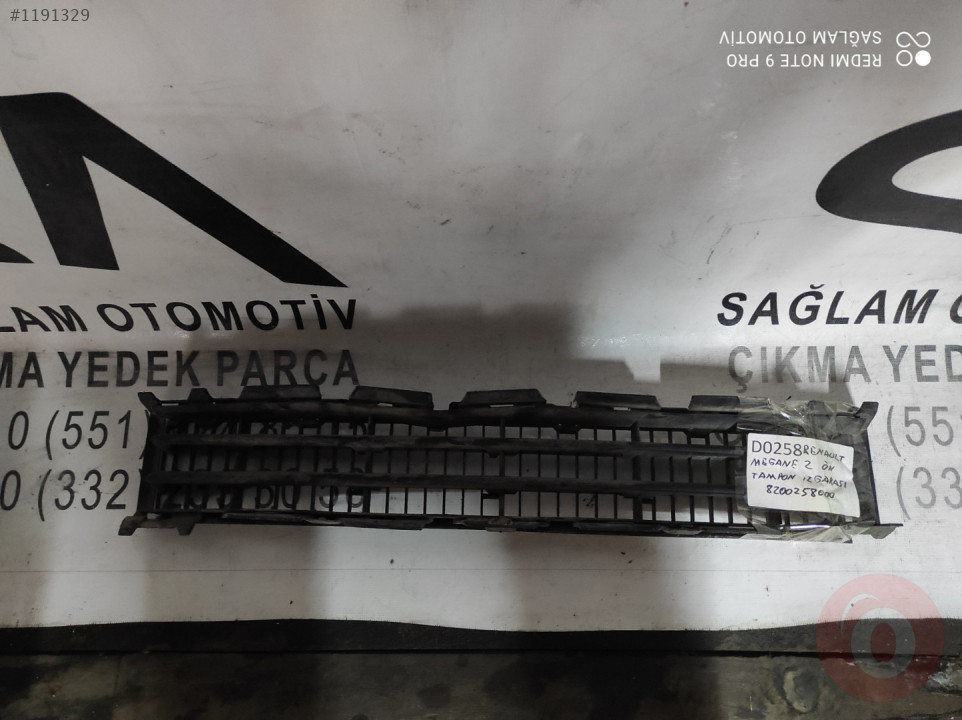 #1191329
REDMI NOTE 9 PRO
SAĞLAM OTOMOTİV
LAM OTOMOTİV
MA YEDEK PARÇA
0 (551)
0 (332
SAĞLAM O
ÇIKMA YED
(551
(33
D0258 RENAULT
MEGANE 2 ÖN
TAMPON IZGARASI
8200258000